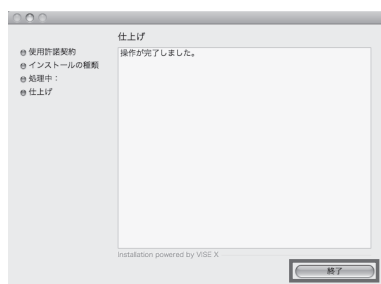 仕上げ
使用許諾契約
インストールの種類
処理中：
仕上げ
操作が完了しました。
Installation powered by VISE X
終了